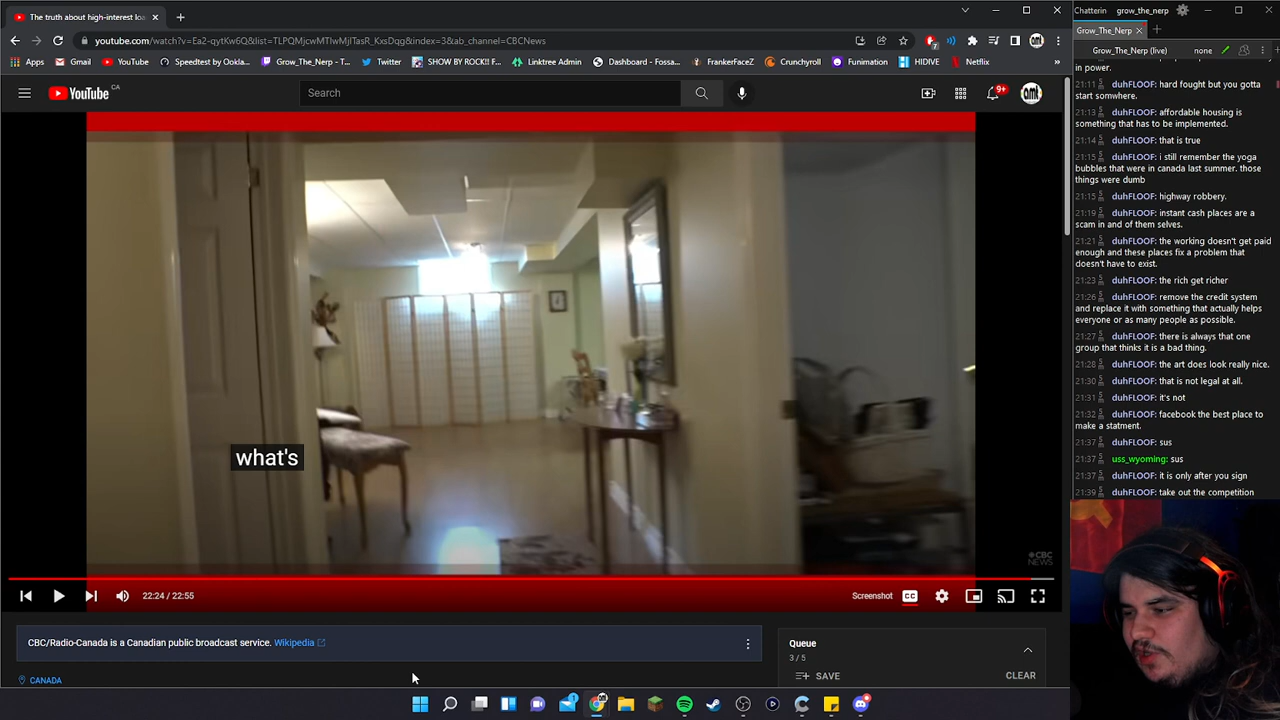 The truth about high-interest loa
youtube.com/watch?v=Ea2-qytKw6Q&list=TLPQMjcwMTIwMjlTasR_KxsDqg&index=3&ab_channel=CBCNews
Apps Gmail YouTube Speedtest by Ookla... Grow_The_Nerp - T... Twitter SHOW BY ROCK!! F... Linktree Admin Dashboard - Fossa... FrankerFaceZ Crunchyroll Funimation HIDIVE Netflix »
YouTube CA
Search
9+
what's
CBC
NEWS
22:24 / 22:55
Screenshot
CC
CBC/Radio-Canada is a Canadian public broadcast service. Wikipedia
CANADA
Queue
3 / 5
SAVE
CLEAR
Chatterin grow_the_nerp
Grow_The_Nerp
Grow_The_Nerp (live) none
in power.
21:11 duhFLOOF: hard fought but you gotta
start somwhere.
21:13 duhFLOOF: affordable housing is
something that has to be implemented.
21:14 duhFLOOF: that is true
21:15 duhFLOOF: i still remember the yoga
bubbles that were in canada last summer. those
things were dumb
21:15 duhFLOOF: highway robbery.
21:19 duhFLOOF: instant cash places are a
scam in and of them selves.
21:21 duhFLOOF: the working doesn't get paid
enough and these places fix a problem that
doesn't have to exist.
21:23 duhFLOOF: the rich get richer
21:26 duhFLOOF: remove the credit system
and replace it with something that actually helps
everyone or as many people as possible.
21:27 duhFLOOF: there is always that one
group that thinks it is a bad thing.
21:28 duhFLOOF: the art does look really nice.
21:30 duhFLOOF: that is not legal at all.
21:31 duhFLOOF: it's not
21:32 duhFLOOF: facebook the best place to
make a statment.
21:37 duhFLOOF: sus
21:37 uss_wyoming: sus
21:37 duhFLOOF: it is only after you sign
21:39 duhFLOOF: take out the competition